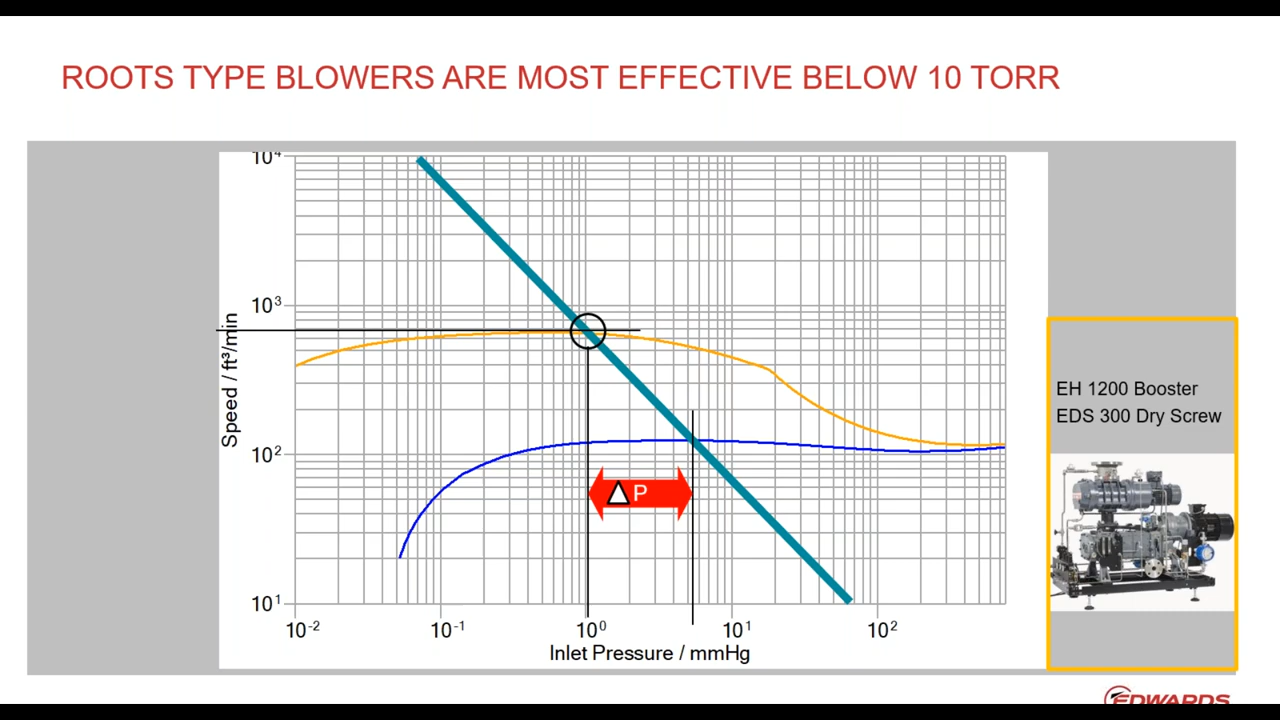 ROOTS TYPE BLOWERS ARE MOST EFFECTIVE BELOW 10 TORR
10⁴
10³
Speed / ft³/min
10²
10¹
Δ P
10⁻² 10⁻¹ 10⁰ 10¹ 10²
Inlet Pressure / mmHg
EH 1200 Booster
EDS 300 Dry Screw
EDWARDS